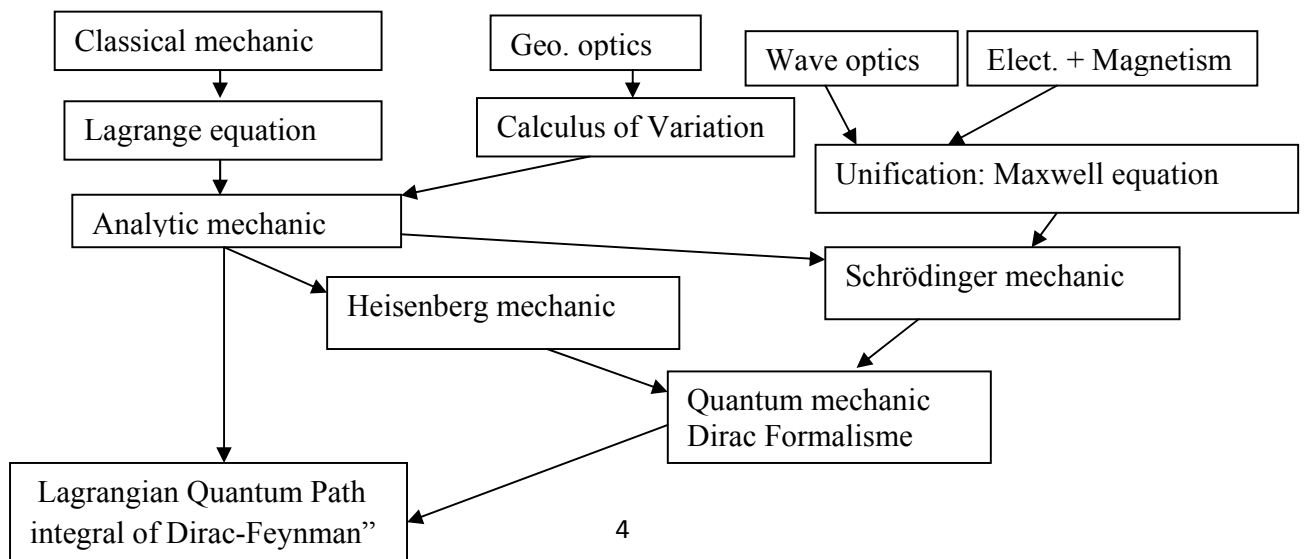 Classical mechanic
Geo. optics
Wave optics
Elect. + Magnetism
Lagrange equation
Calculus of Variation
Unification: Maxwell equation
Analytic mechanic
Schrödinger mechanic
Heisenberg mechanic
Quantum mechanic
Dirac Formalisme
Lagrangian Quantum Path
integral of Dirac-Feynman”
4